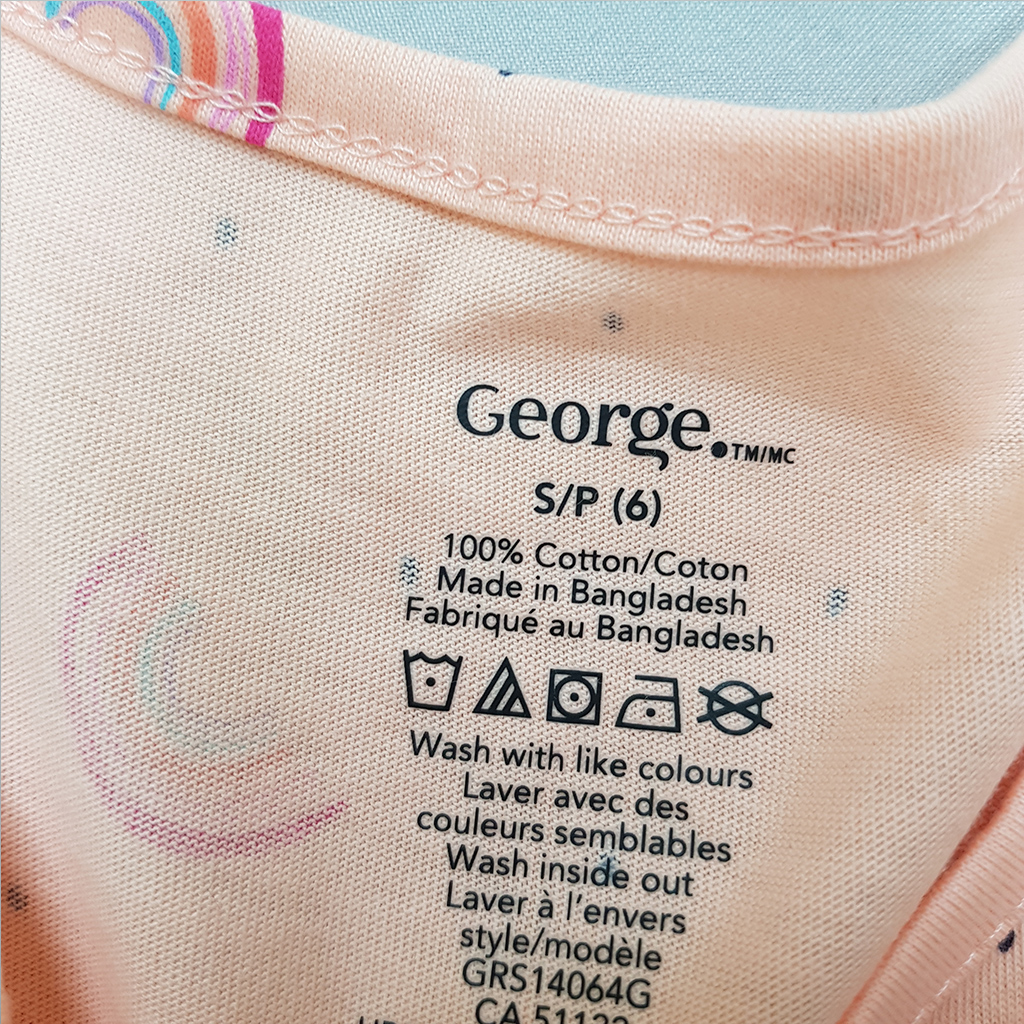 George.TM/MC
S/P (6)
100% Cotton/Coton
Made in Bangladesh
Fabriqué au Bangladesh
Wash with like colours
Laver avec des
couleurs semblables
Wash inside out
Laver à l'envers
style/modèle
GRS14064G
CA